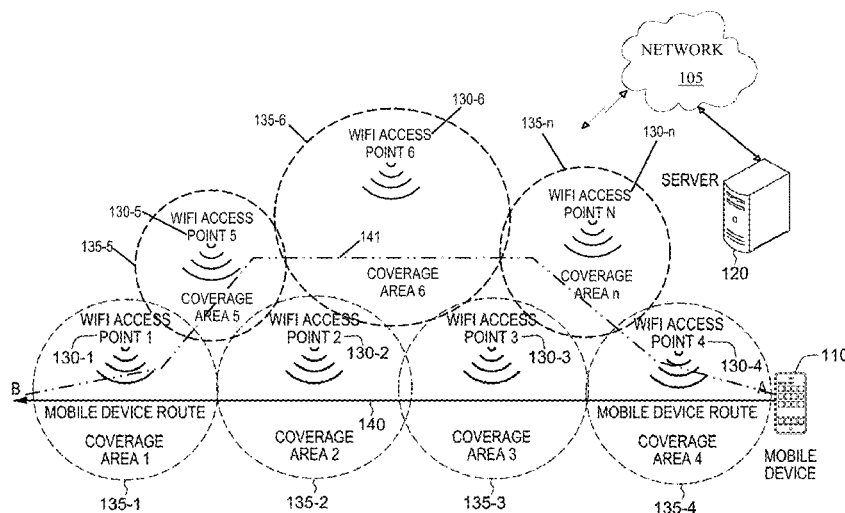 NETWORK
105
135-6
130-6
WIFI ACCESS
POINT 6
135-n
130-n
SERVER
120
130-5
WIFI ACCESS
POINT 5
135-5
WIFI ACCESS
POINT N
141
COVERAGE
AREA 5
COVERAGE
AREA 6
COVERAGE
AREA n
WIFI ACCESS
POINT 1
130-1
WIFI ACCESS
POINT 2
130-2
WIFI ACCESS
POINT 3
130-3
WIFI ACCESS
POINT 4
130-4
110
B
A
MOBILE DEVICE ROUTE
140
MOBILE DEVICE ROUTE
COVERAGE
AREA 1
COVERAGE
AREA 2
COVERAGE
AREA 3
COVERAGE
AREA 4
MOBILE
DEVICE
135-1
135-2
135-3
135-4